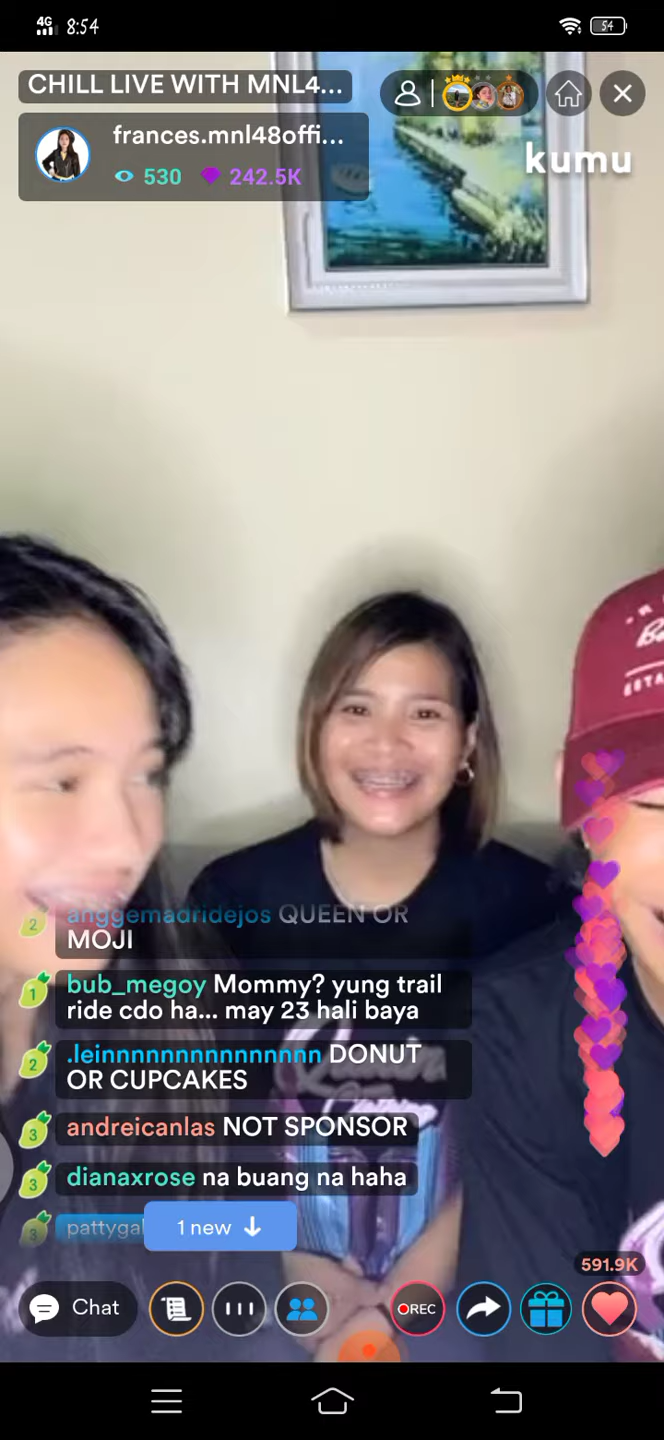 4G 8:54 54
CHILL LIVE WITH MNL4...
frances.mnl48offi...
530 242.5K
kumu
2 anggemadridejos QUEEN OR
MOJI
1 bub_megoy Mommy? yung trail
ride cdo ha... may 23 hali baya
2 .leinnnnnnnnnnnnnnnn DONUT
OR CUPCAKES
3 andreicanlas NOT SPONSOR
3 dianaxrose na buang na haha
3 pattygal
1 new
591.9K
Chat
REC